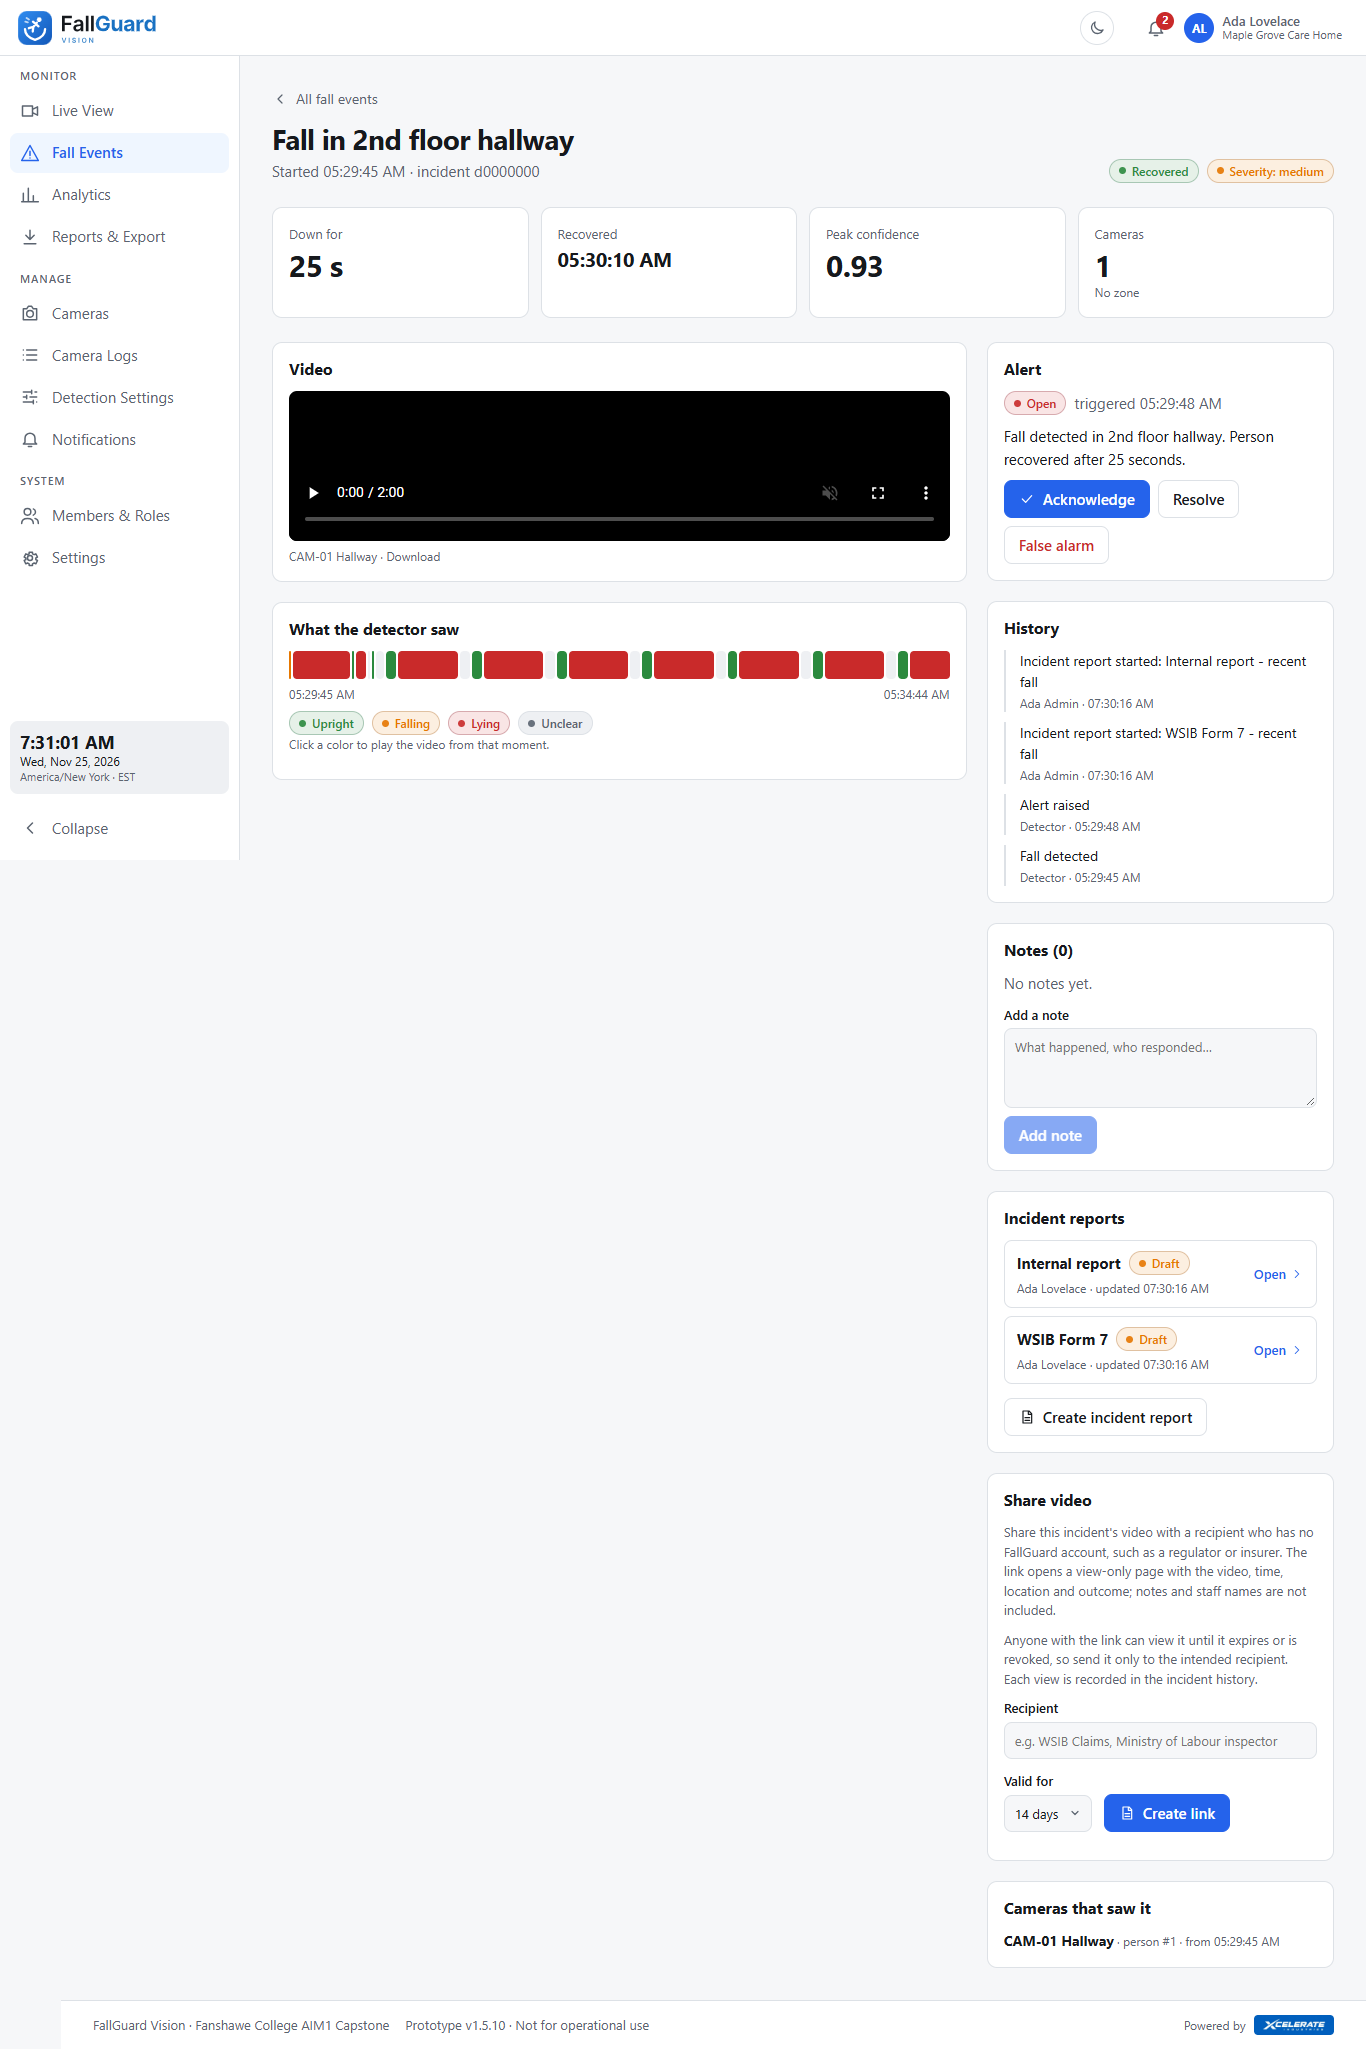 FallGuard
VISION
2
AL
Ada Lovelace
Maple Grove Care Home
MONITOR
Live View
Fall Events
Analytics
Reports & Export
MANAGE
Cameras
Camera Logs
Detection Settings
Notifications
SYSTEM
Members & Roles
Settings
7:31:01 AM
Wed, Nov 25, 2026
America/New York · EST
Collapse
All fall events
Fall in 2nd floor hallway
Started 05:29:45 AM · incident d0000000
Recovered
Severity: medium
Down for
25 s
Recovered
05:30:10 AM
Peak confidence
0.93
Cameras
1
No zone
Video
0:00 / 2:00
CAM-01 Hallway · Download
What the detector saw
05:29:45 AM
05:34:44 AM
Upright
Falling
Lying
Unclear
Click a color to play the video from that moment.
Alert
Open
triggered 05:29:48 AM
Fall detected in 2nd floor hallway. Person
recovered after 25 seconds.
Acknowledge
Resolve
False alarm
History
Incident report started: Internal report - recent
fall
Ada Admin · 07:30:16 AM
Incident report started: WSIB Form 7 - recent
fall
Ada Admin · 07:30:16 AM
Alert raised
Detector · 05:29:48 AM
Fall detected
Detector · 05:29:45 AM
Notes (0)
No notes yet.
Add a note
What happened, who responded...
Add note
Incident reports
Internal report
Draft
Ada Lovelace · updated 07:30:16 AM
Open
WSIB Form 7
Draft
Ada Lovelace · updated 07:30:16 AM
Open
Create incident report
Share video
Share this incident's video with a recipient who has no
FallGuard account, such as a regulator or insurer. The
link opens a view-only page with the video, time,
location and outcome; notes and staff names are not
included.
Anyone with the link can view it until it expires or is
revoked, so send it only to the intended recipient.
Each view is recorded in the incident history.
Recipient
e.g. WSIB Claims, Ministry of Labour inspector
Valid for
14 days
Create link
Cameras that saw it
CAM-01 Hallway · person #1 · from 05:29:45 AM
FallGuard Vision · Fanshawe College AIM1 Capstone
Prototype v1.5.10 · Not for operational use
Powered by
XCELERATE